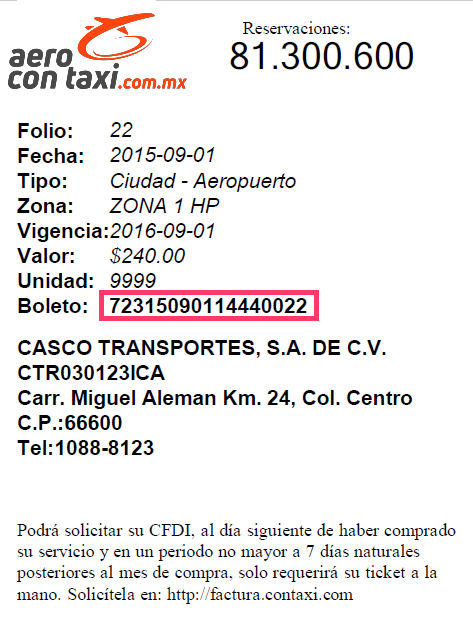 aero
con taxi.com.mx
Reservaciones:
81.300.600
Folio: 22
Fecha: 2015-09-01
Tipo: Ciudad - Aeropuerto
Zona: ZONA 1 HP
Vigencia:2016-09-01
Valor: $240.00
Unidad: 9999
Boleto: 72315090114440022
CASCO TRANSPORTES, S.A. DE C.V.
CTR030123ICA
Carr. Miguel Aleman Km. 24, Col. Centro
C.P.:66600
Tel:1088-8123
Podrá solicitar su CFDI, al día siguiente de haber comprado
su servicio y en un periodo no mayor a 7 días naturales
posteriores al mes de compra, solo requerirá su ticket a la
mano. Solicítela en: http://factura.contaxi.com